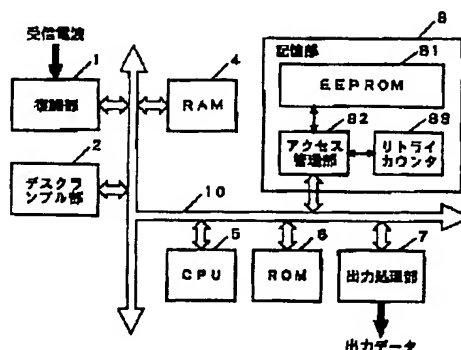 受信電波
1
復調部
4
RAM
8
記憶部
81
EEPROM
82
アクセス
管理部
83
リトライ
カウンタ
2
デスクラ
ンブル部
10
5
CPU
6
ROM
7
出力処理部
出力データ